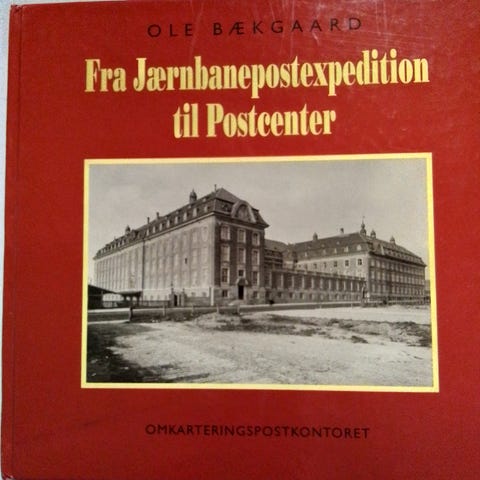 OLE BÆKGAARD
Fra Jærnbanepostexpedition
til Postcenter
OMKARTERINGSPOSTKONTORET